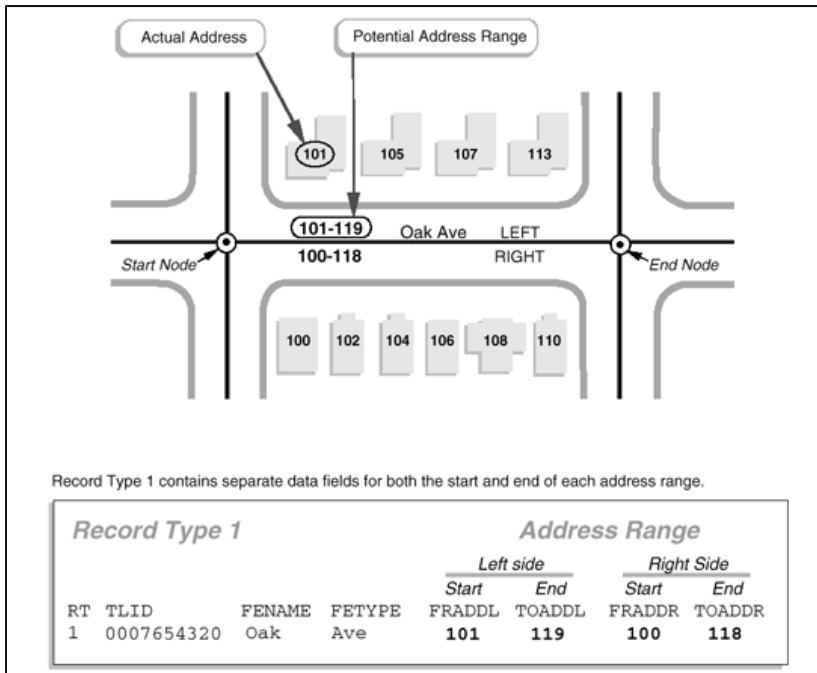 Actual Address Potential Address Range
101 105 107 113
101-119 Oak Ave LEFT
Start Node 100-118 RIGHT End Node
100 102 104 106 108 110
Record Type 1 contains separate data fields for both the start and end of each address range.
Record Type 1 Address Range
Left side Right Side
Start End Start End
RT TLID FENAME FETYPE FRADDL TOADDL FRADDR TOADDR
1 0007654320 Oak Ave 101 119 100 118